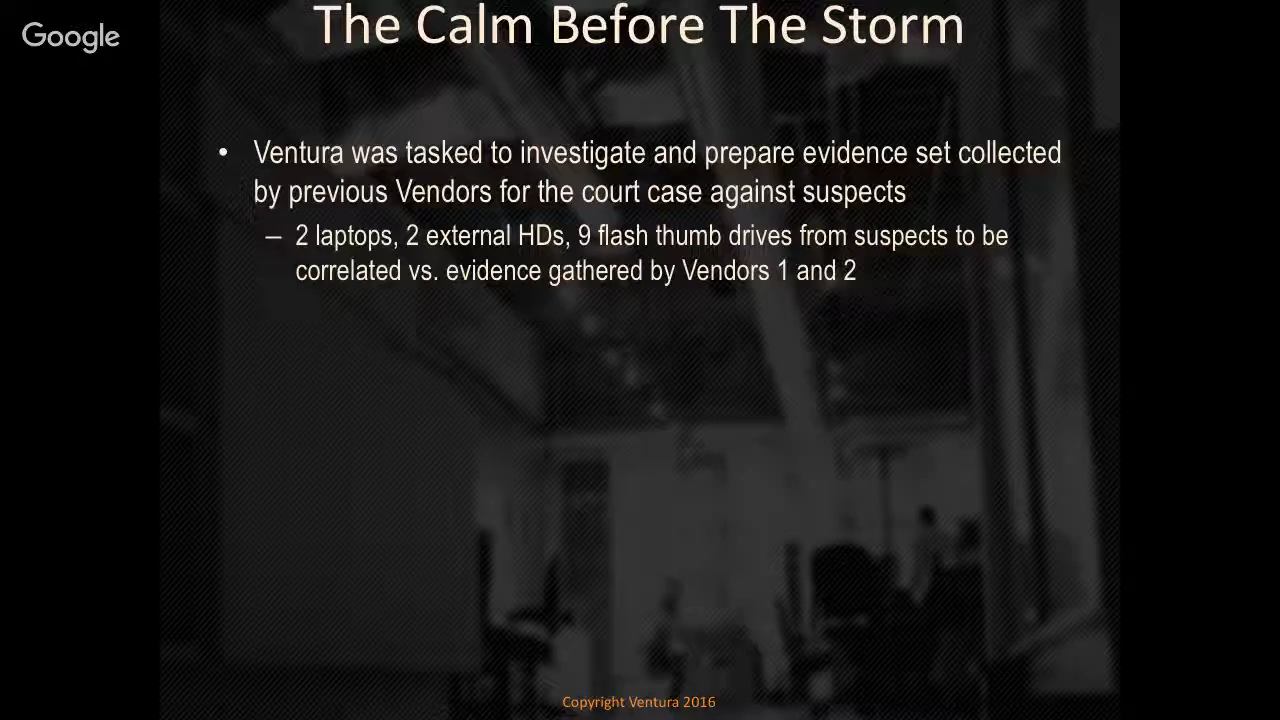 Google
The Calm Before The Storm
• Ventura was tasked to investigate and prepare evidence set collected
by previous Vendors for the court case against suspects
– 2 laptops, 2 external HDs, 9 flash thumb drives from suspects to be
correlated vs. evidence gathered by Vendors 1 and 2
Copyright Ventura 2016